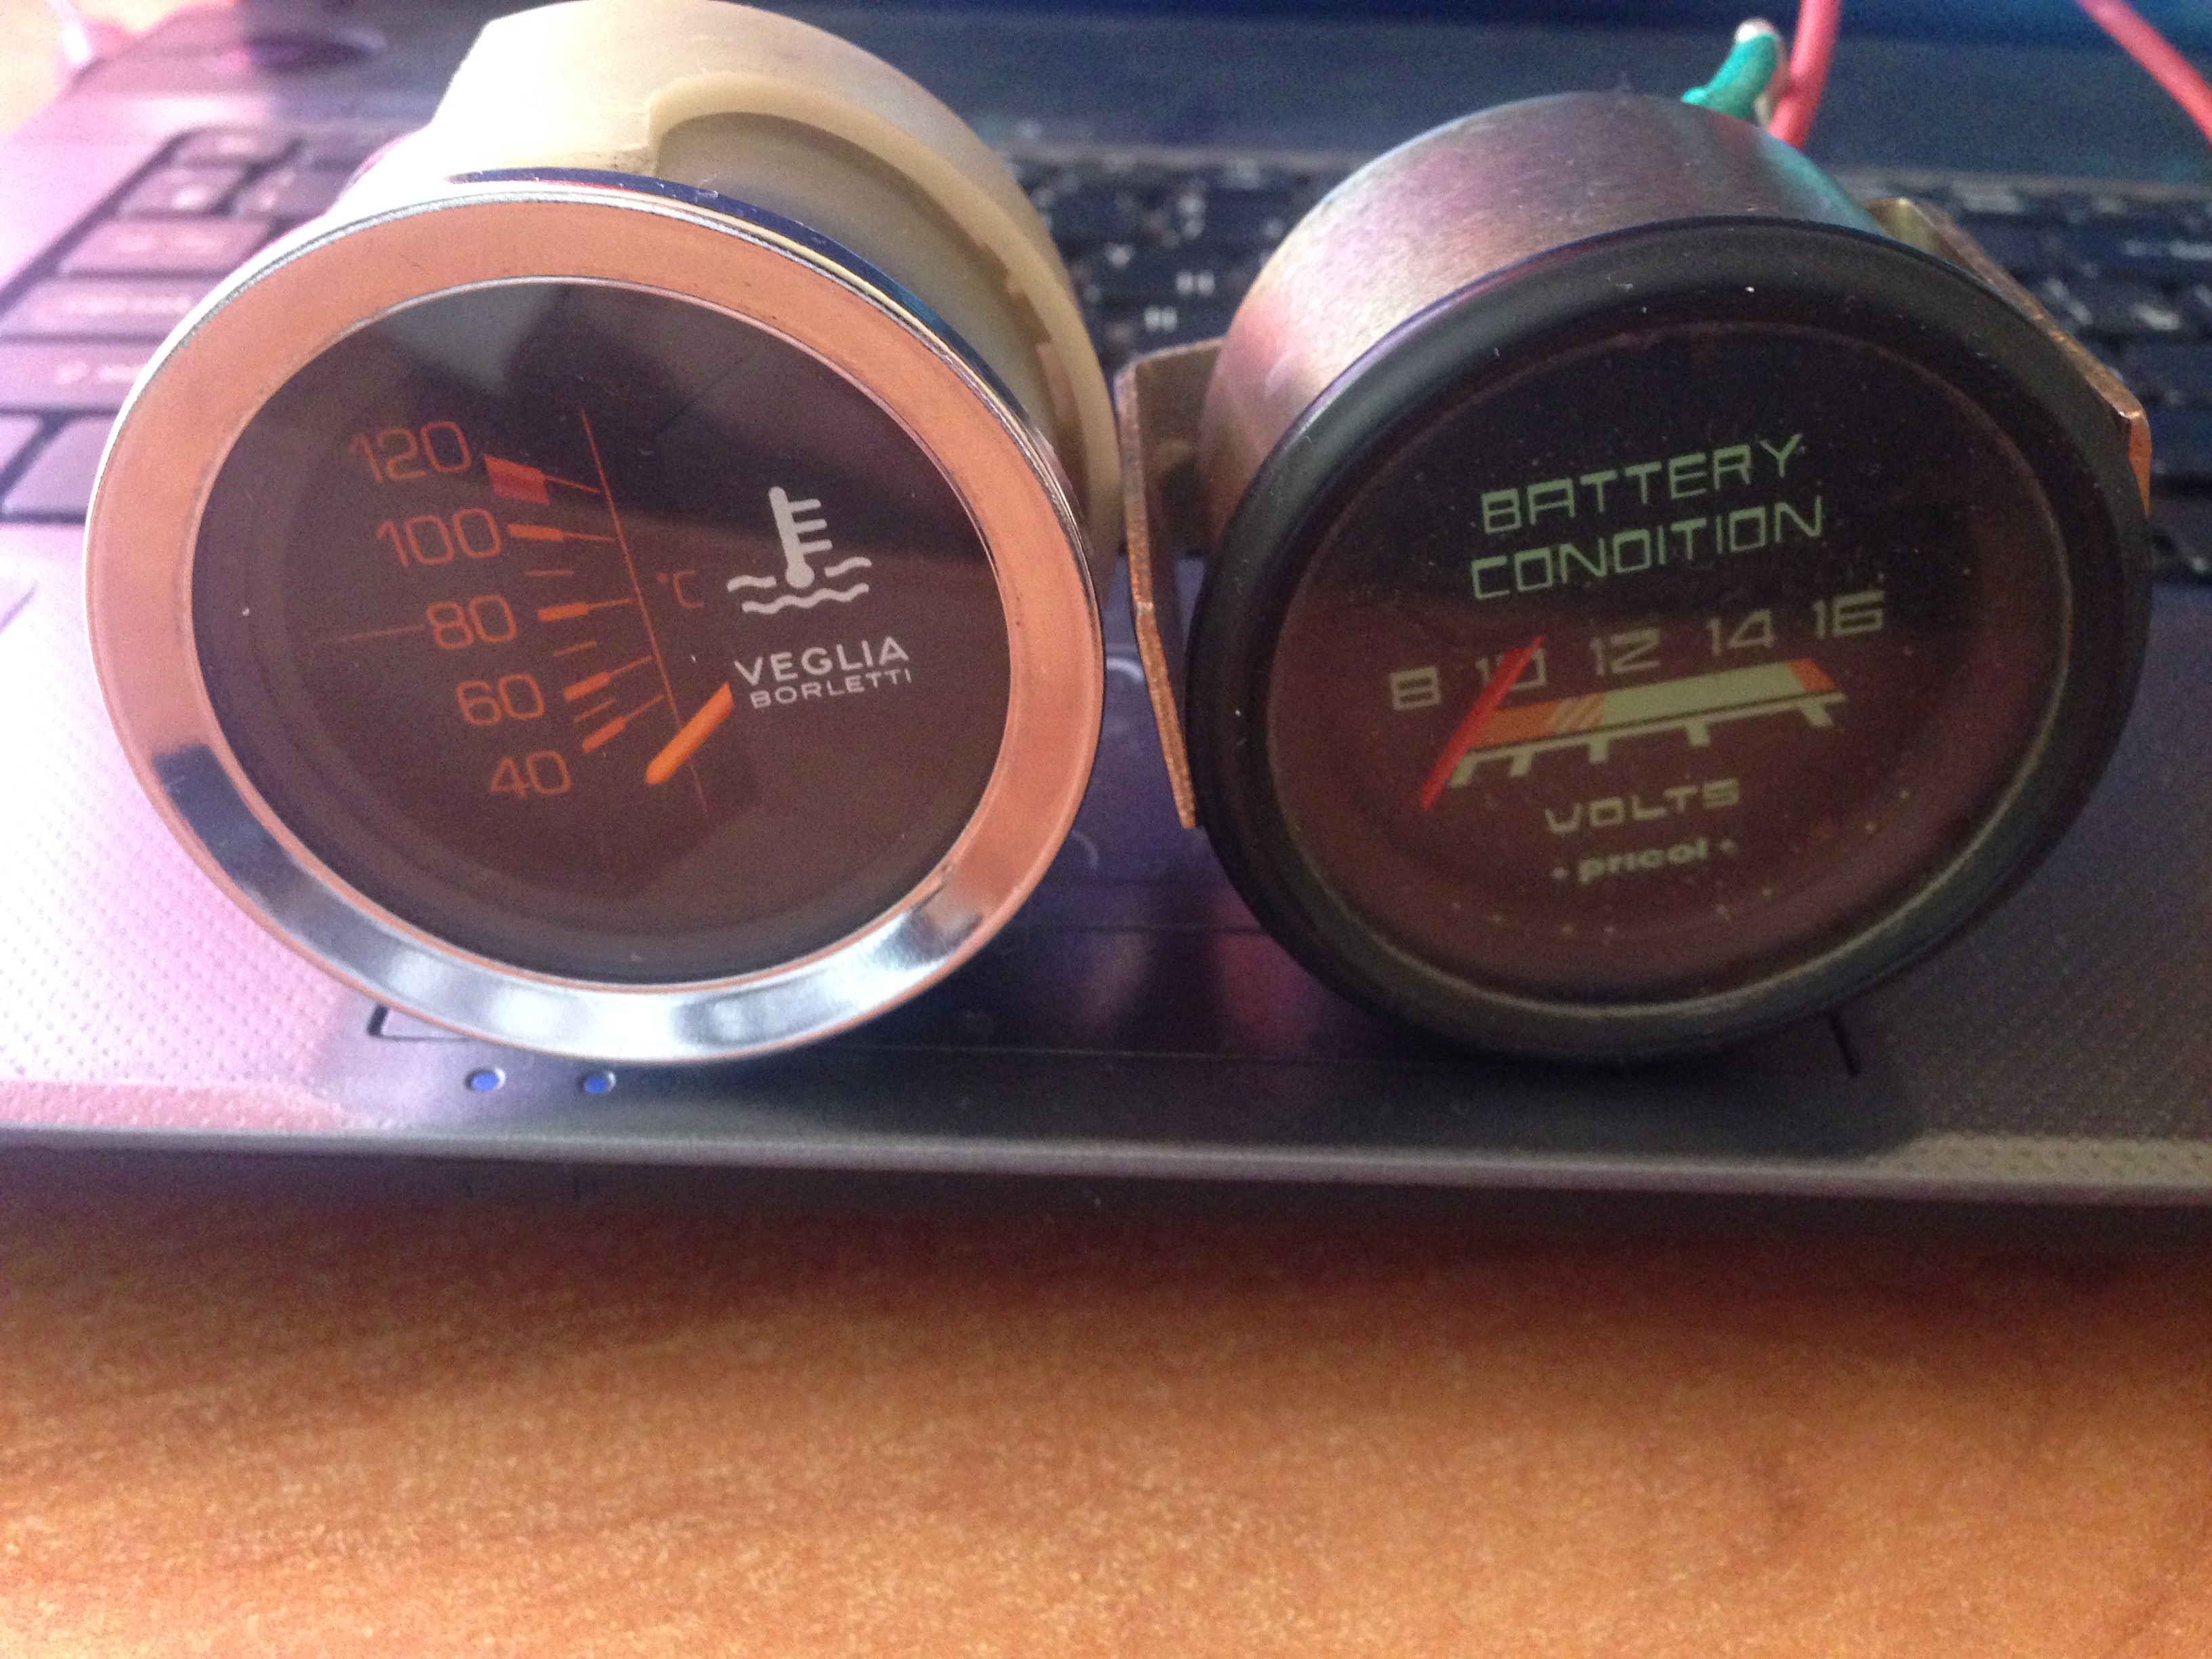 120
100
80
60
40
°C
VEGLIA
BORLETTI
BATTERY
CONDITION
8 10 12 14 16
VOLTS
• pricol •